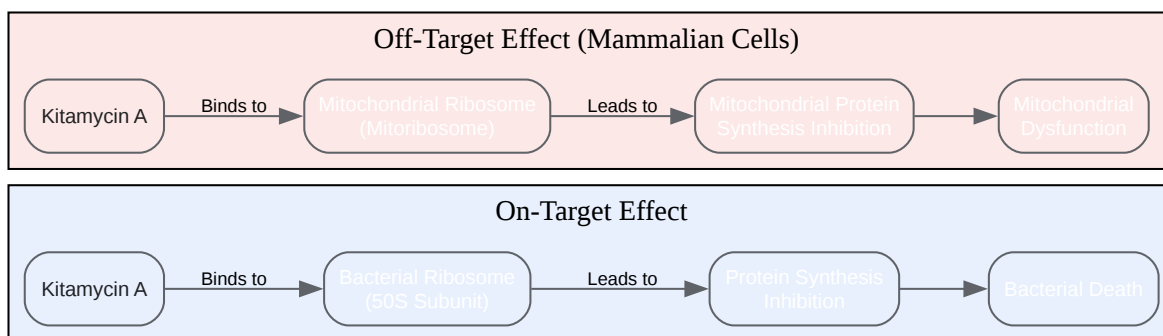 Off-Target Effect (Mammalian Cells)
Kitamycin A
Binds to
Mitochondrial Ribosome
(Mitoribosome)
Leads to
Mitochondrial Protein
Synthesis Inhibition
Mitochondrial
Dysfunction
On-Target Effect
Kitamycin A
Binds to
Bacterial Ribosome
(50S Subunit)
Leads to
Protein Synthesis
Inhibition
Bacterial Death